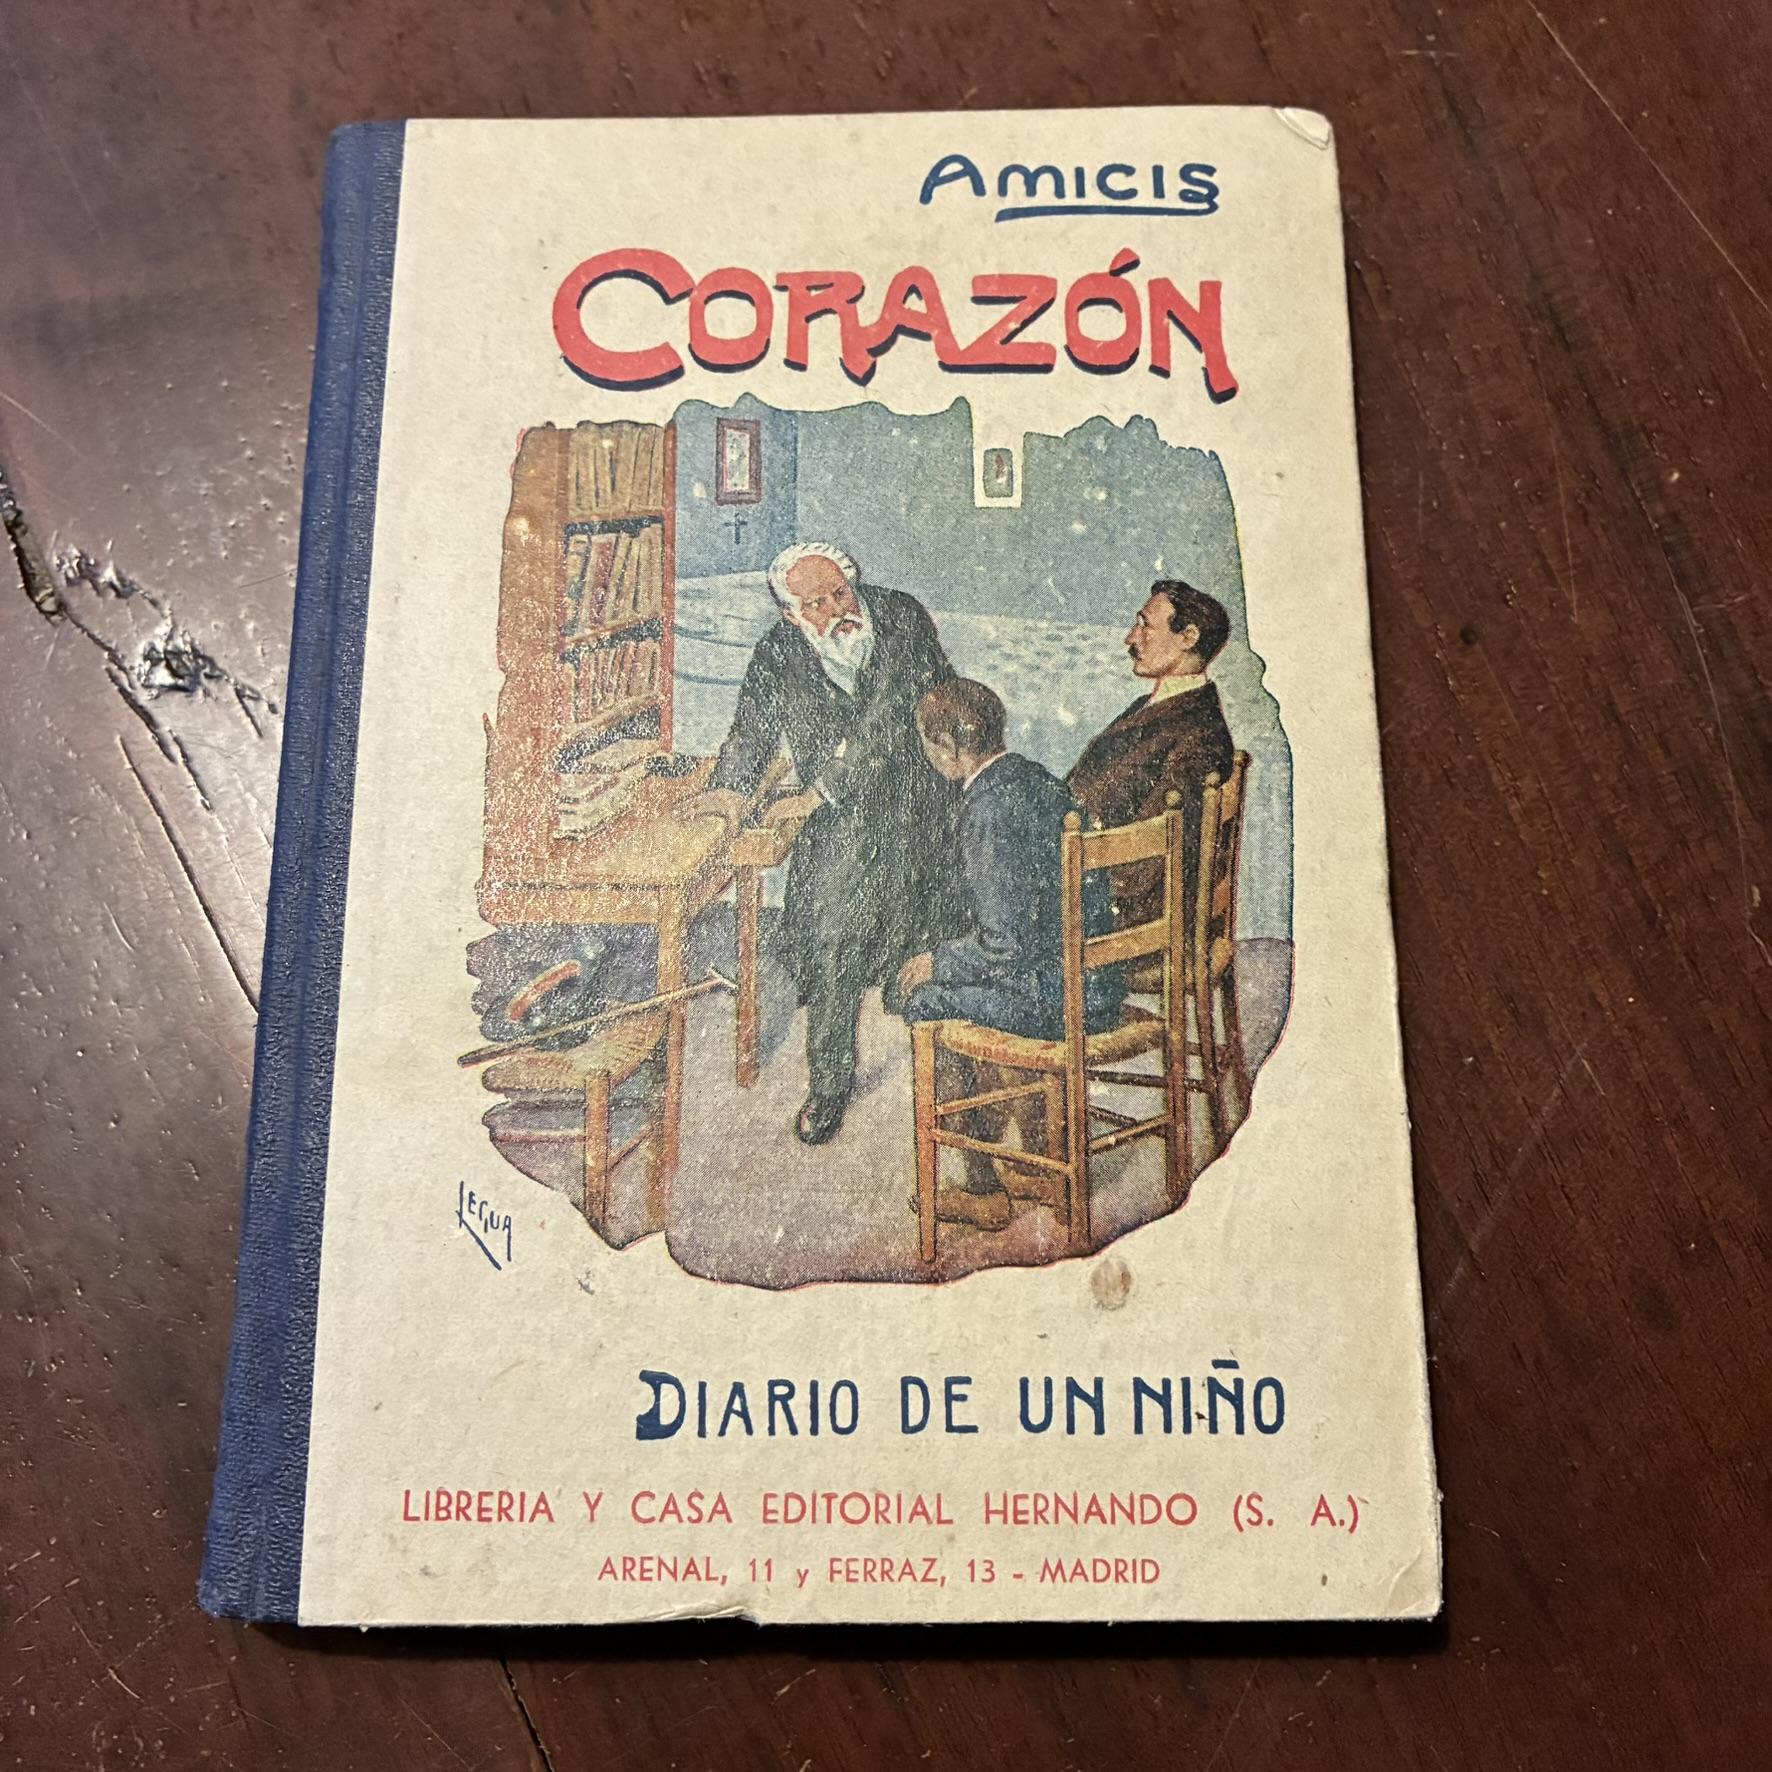 AMICIS
CORAZÓN
LEGUA
DIARIO DE UN NIÑO
LIBRERIA Y CASA EDITORIAL HERNANDO (S. A.)
ARENAL, 11 y FERRAZ, 13 - MADRID